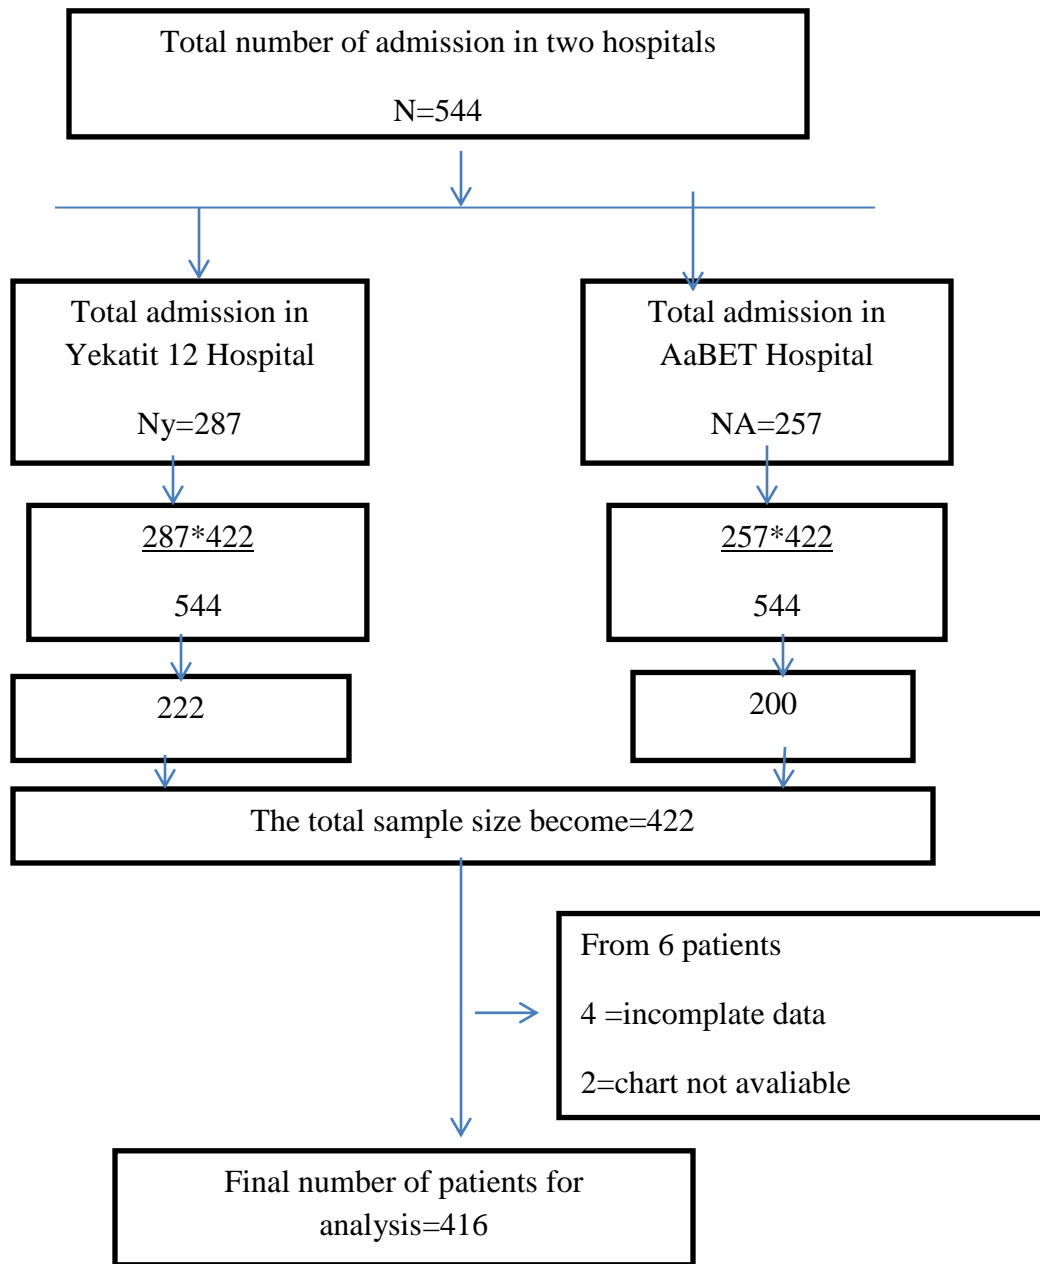 Total number of admission in two hospitals
N=544
Total admission in
Yekatit 12 Hospital
Ny=287
Total admission in
AaBET Hospital
NA=257
287*422
544
257*422
544
222
200
The total sample size become=422
From 6 patients
4 =incomplate data
2=chart not avaliable
Final number of patients for
analysis=416